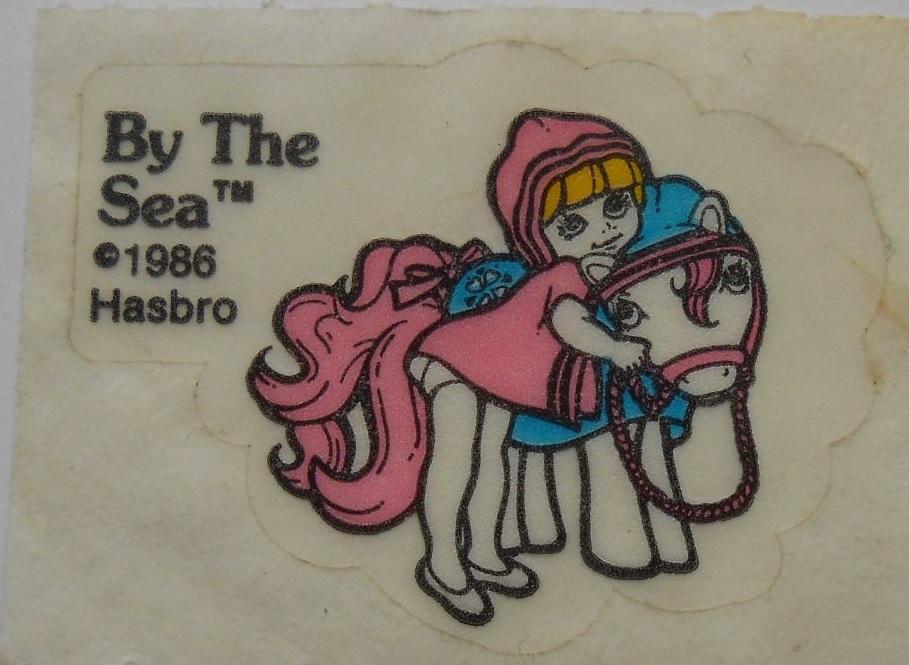 By The
Sea™
©1986
Hasbro